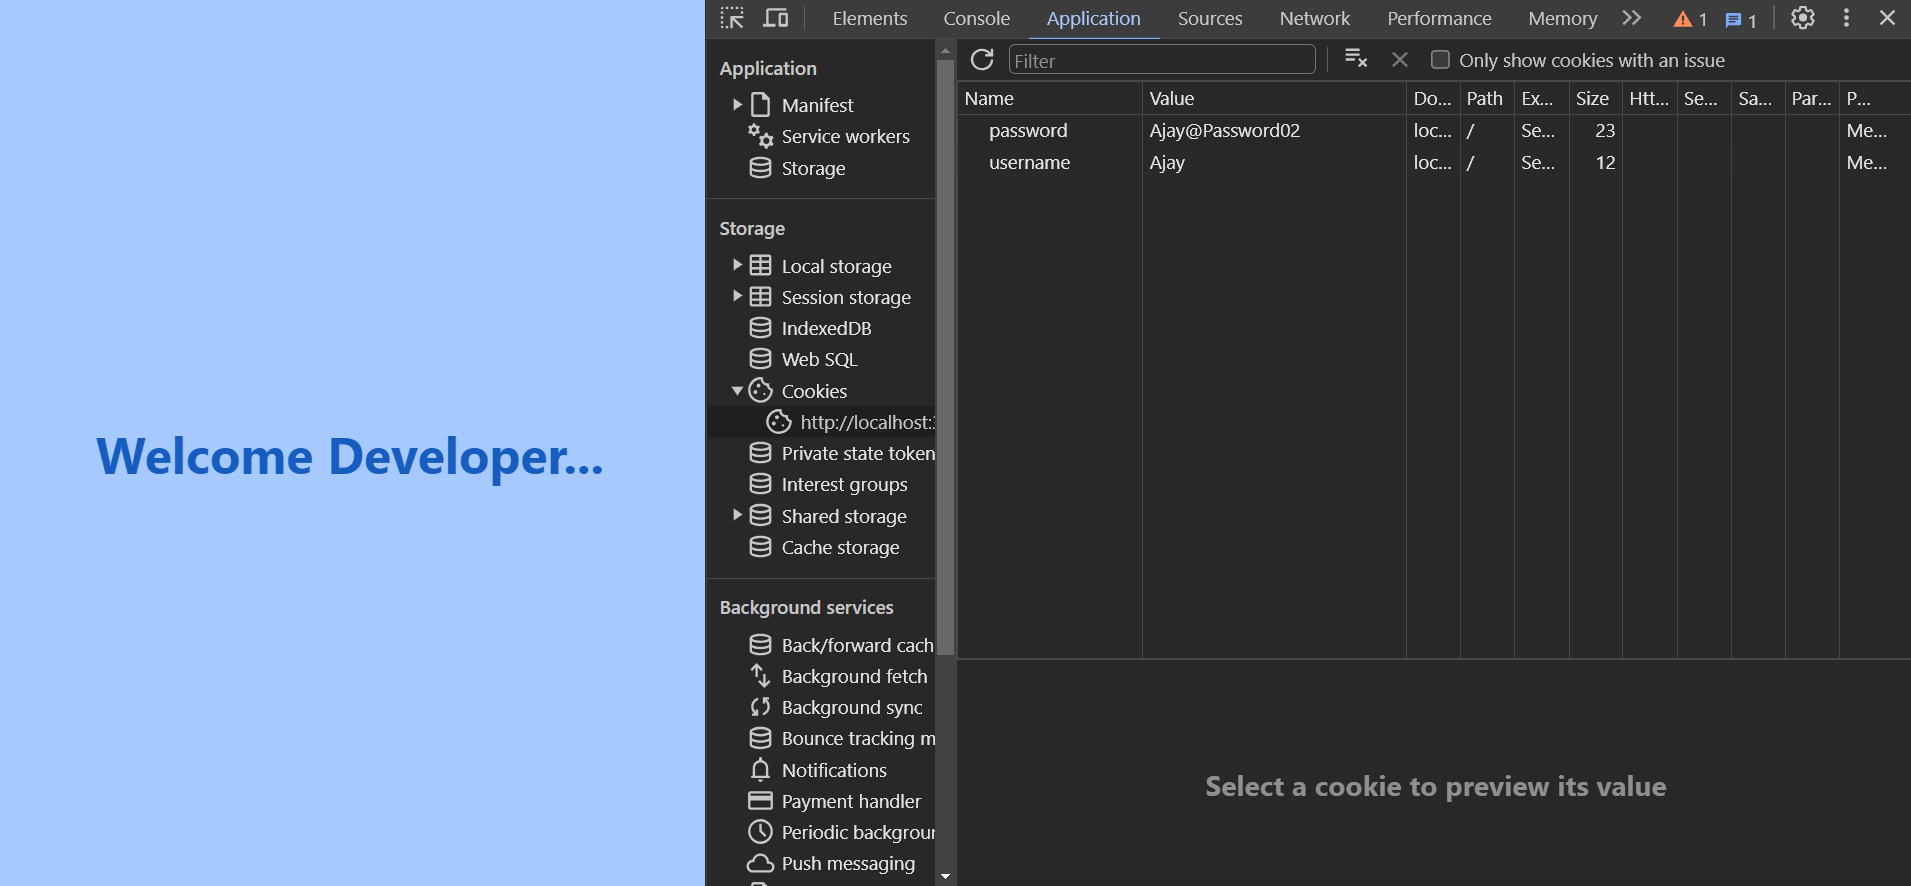 Welcome Developer...
Elements Console Application Sources Network Performance Memory 1 1
Application
Manifest
Service workers
Storage
Storage
Local storage
Session storage
IndexedDB
Web SQL
Cookies
http://localhost:
Private state token
Interest groups
Shared storage
Cache storage
Background services
Back/forward cach
Background fetch
Background sync
Bounce tracking m
Notifications
Payment handler
Periodic backgrour
Push messaging
Filter Only show cookies with an issue
Name Value Do... Path Ex... Size Htt... Se... Sa... Par... P...
password Ajay@Password02 loc... / Se... 23 Me...
username Ajay loc... / Se... 12 Me...
Select a cookie to preview its value